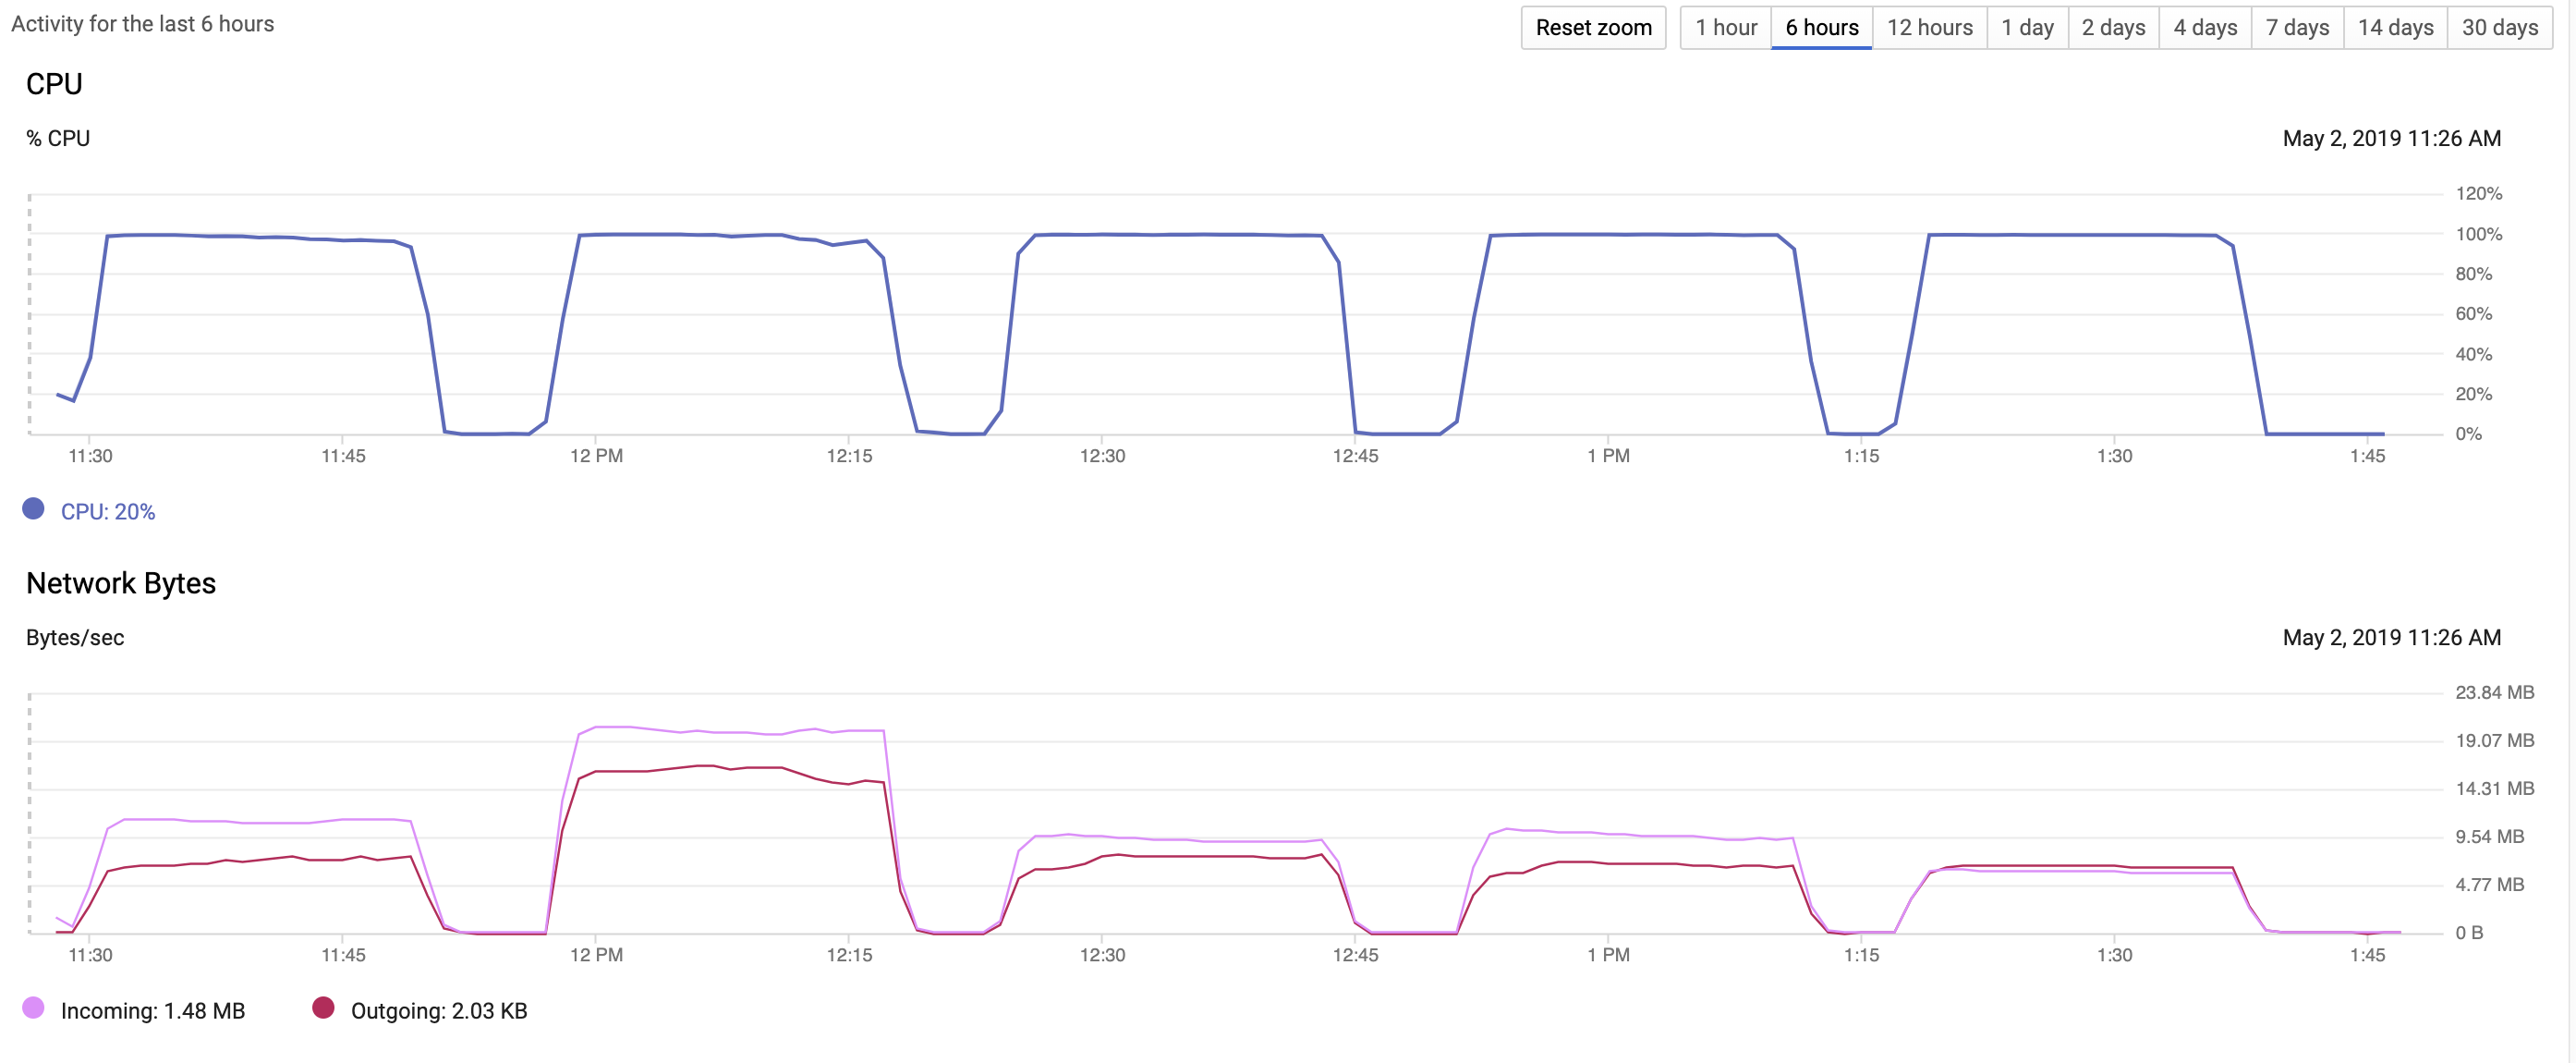 Activity for the last 6 hours
Reset zoom
1 hour 6 hours 12 hours 1 day 2 days 4 days 7 days 14 days 30 days
CPU
% CPU May 2, 2019 11:26 AM
120%
100%
80%
60%
40%
20%
0%
11:30 11:45 12 PM 12:15 12:30 12:45 1 PM 1:15 1:30 1:45
CPU: 20%
Network Bytes
Bytes/sec May 2, 2019 11:26 AM
23.84 MB
19.07 MB
14.31 MB
9.54 MB
4.77 MB
0 B
11:30 11:45 12 PM 12:15 12:30 12:45 1 PM 1:15 1:30 1:45
Incoming: 1.48 MB Outgoing: 2.03 KB